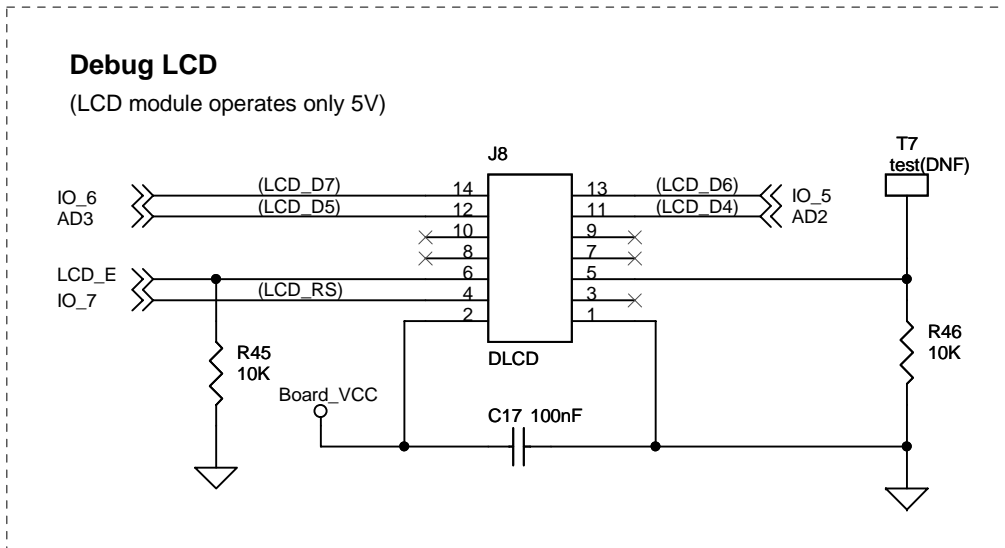 Debug LCD
(LCD module operates only 5V)
J8
T7
test(DNF)
IO_6 (LCD_D7) 14 13 (LCD_D6) IO_5
AD3 (LCD_D5) 12 11 (LCD_D4) AD2
10 9
8 7
LCD_E 6 5
IO_7 (LCD_RS) 4 3
2 1
R45
10K
DLCD
R46
10K
Board_VCC
C17 100nF